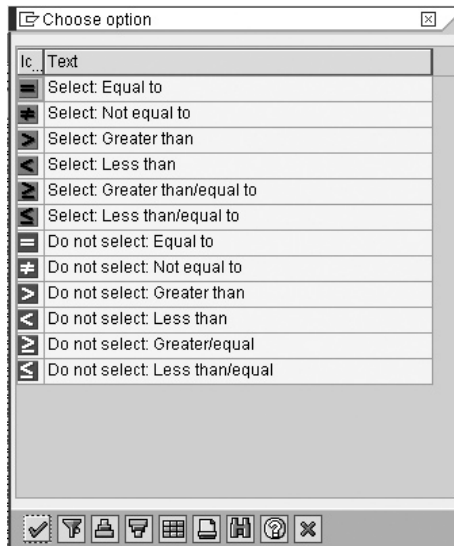 Choose option
Ic... Text
= Select: Equal to
≠ Select: Not equal to
> Select: Greater than
< Select: Less than
≥ Select: Greater than/equal to
≤ Select: Less than/equal to
= Do not select: Equal to
≠ Do not select: Not equal to
> Do not select: Greater than
< Do not select: Less than
≥ Do not select: Greater/equal
≤ Do not select: Less than/equal